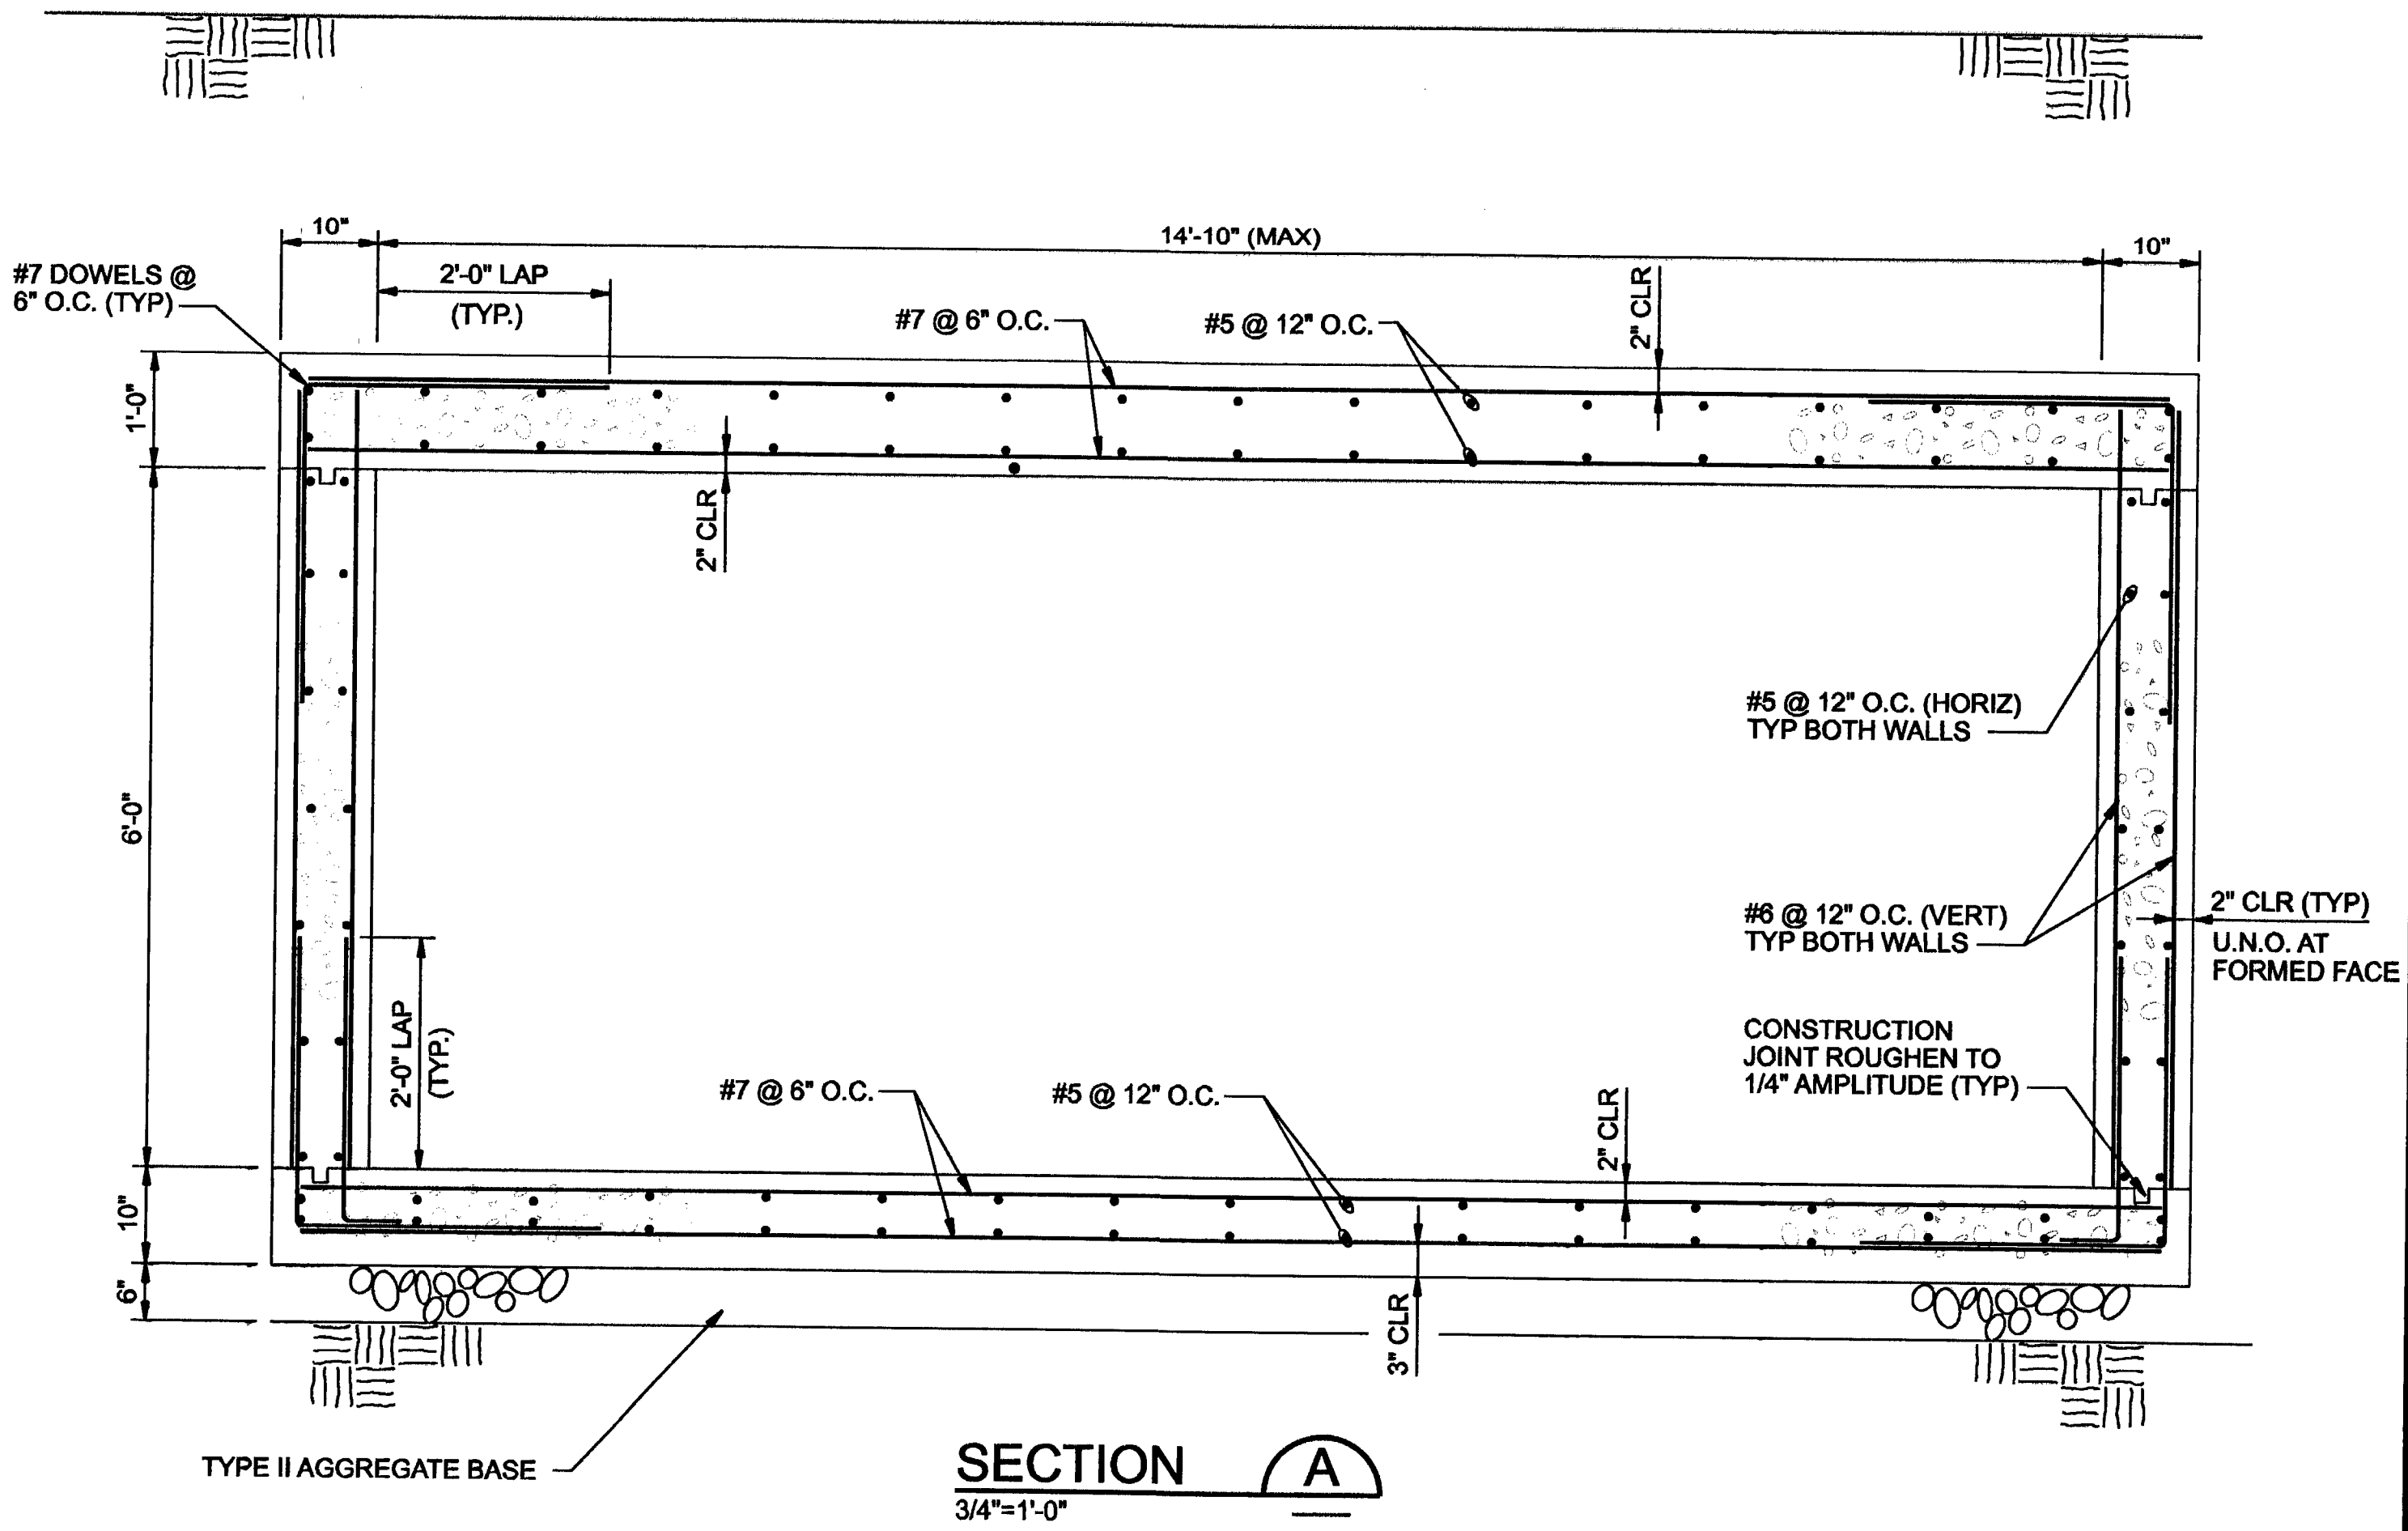 10"
14'-10" (MAX)
10"
#7 DOWELS @
6" O.C. (TYP)
2'-0" LAP
(TYP.)
#7 @ 6" O.C.
#5 @ 12" O.C.
2" CLR
1'-0"
2" CLR
6'-0"
#5 @ 12" O.C. (HORIZ)
TYP BOTH WALLS
#6 @ 12" O.C. (VERT)
TYP BOTH WALLS
2" CLR (TYP)
U.N.O. AT
FORMED FACE
2'-0" LAP
(TYP.)
CONSTRUCTION
JOINT ROUGHEN TO
1/4" AMPLITUDE (TYP)
#7 @ 6" O.C.
#5 @ 12" O.C.
2" CLR
10"
6"
3" CLR
TYPE II AGGREGATE BASE
SECTION
A
3/4"=1'-0"